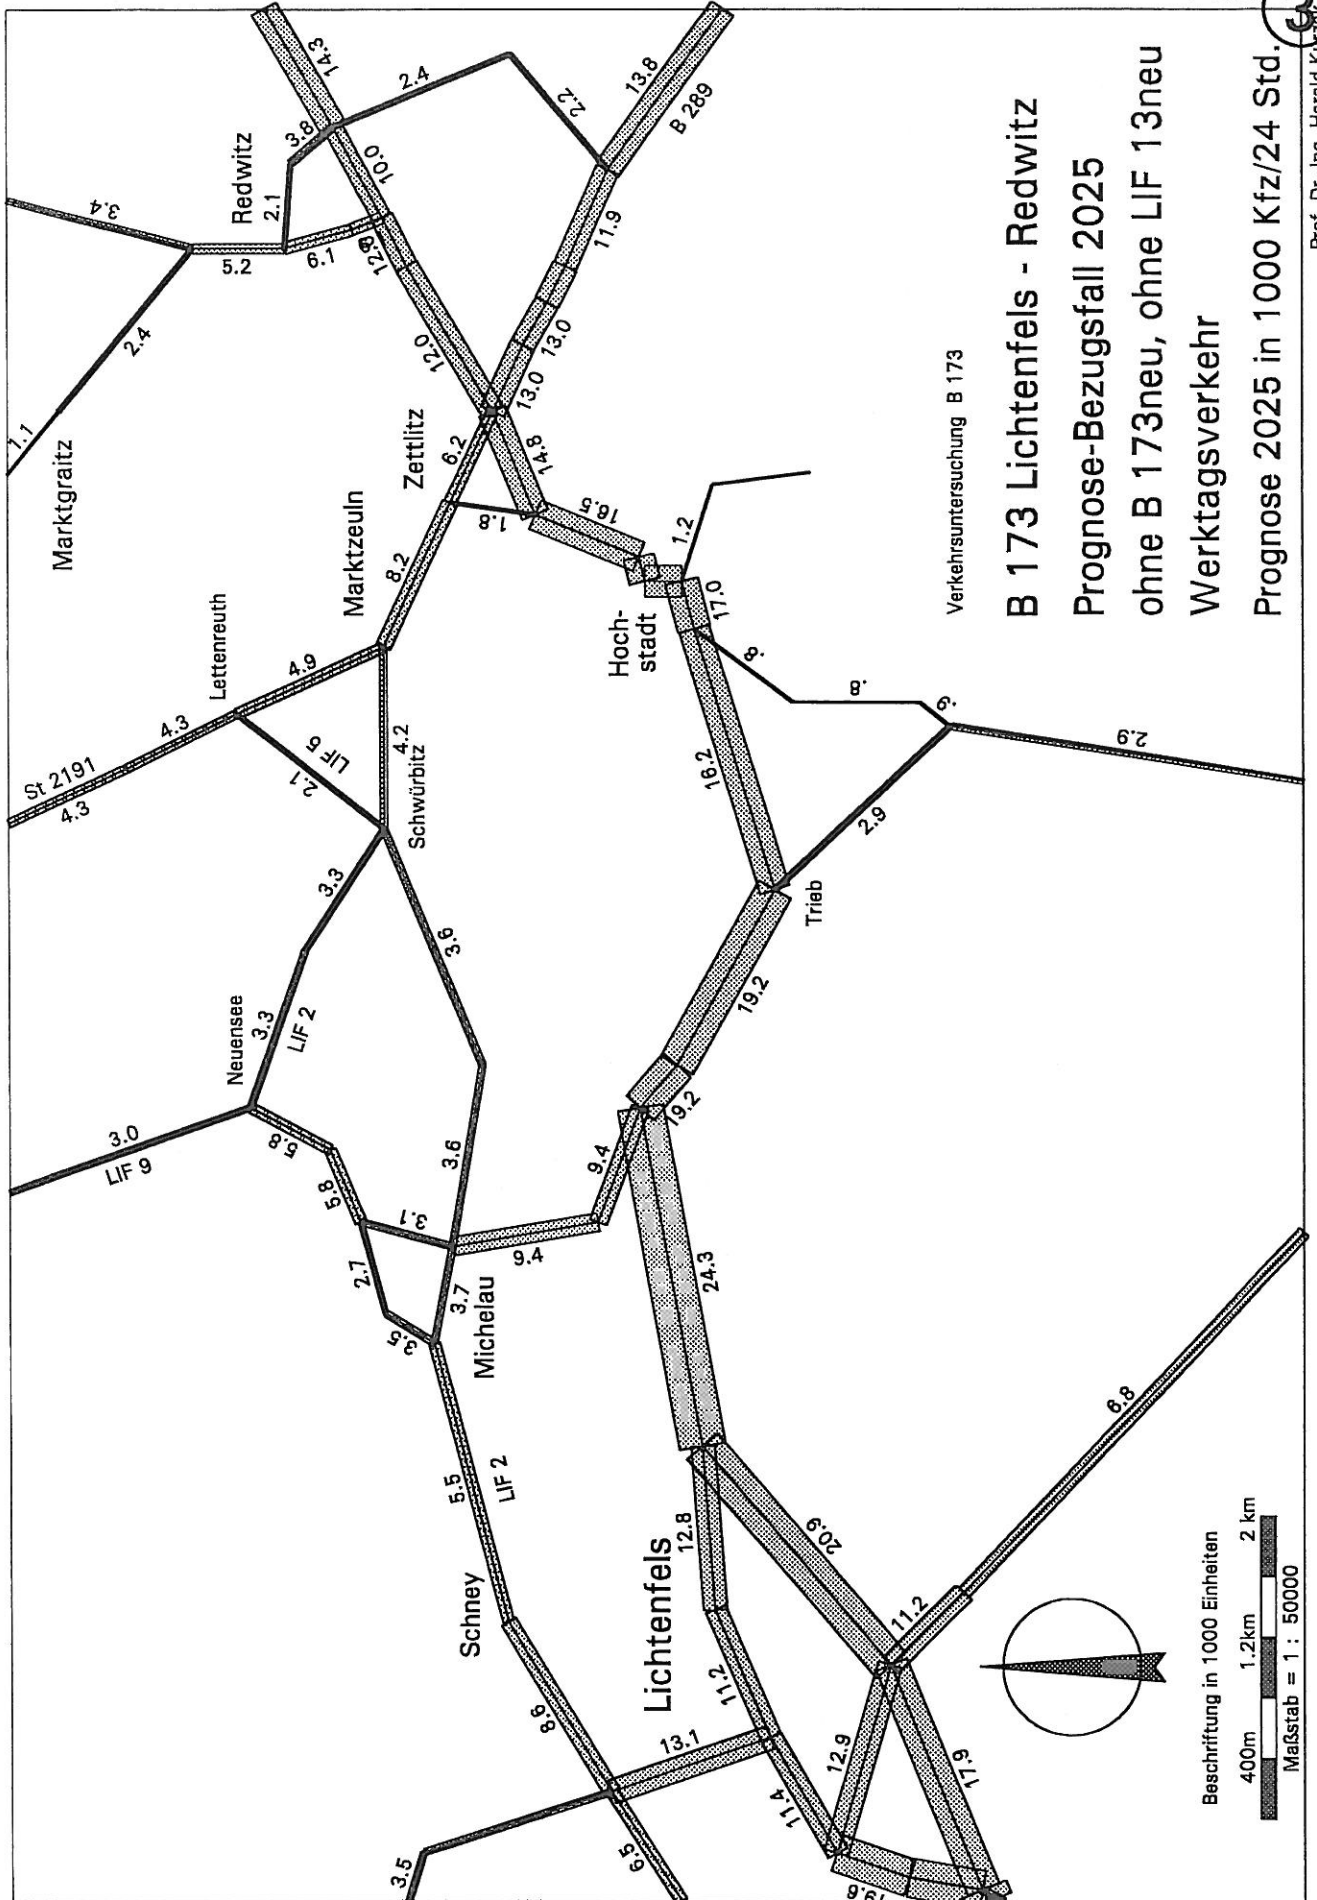 Verkehrsuntersuchung B 173
B 173 Lichtenfels - Redwitz
Prognose-Bezugsfall 2025
ohne B 173neu, ohne LIF 13neu
Werktagsverkehr
Prognose 2025 in 1000 Kfz/24 Std.
3
Marktgraitz
1.1
2.4
3.4
5.2
Redwitz
2.1
3.8
6.1
14.3
10.0
12.0
2.4
2.2
13.8
B 289
11.9
13.0
13.0
Zettlitz
6.2
1.8
14.8
Marktzeuln
8.2
Lettenreuth
4.9
4.3
St 2191
4.3
LIF 5
2.1
4.2
Schwürbitz
Hoch-
stadt
1.2
17.0
.8
.8
.9
2.9
16.2
2.9
Trieb
3.3
3.3
LIF 2
Neuensee
3.0
LIF 9
5.8
5.8
3.6
3.6
3.1
2.7
3.5
3.7
Michelau
9.4
9.4
19.2
19.2
24.3
5.5
LIF 2
Schney
8.6
Lichtenfels
12.8
11.2
20.9
11.2
6.8
13.1
12.9
11.4
17.9
19.6
6.5
3.5
Beschriftung in 1000 Einheiten
400m 1.2km 2 km
Maßstab = 1 : 50000